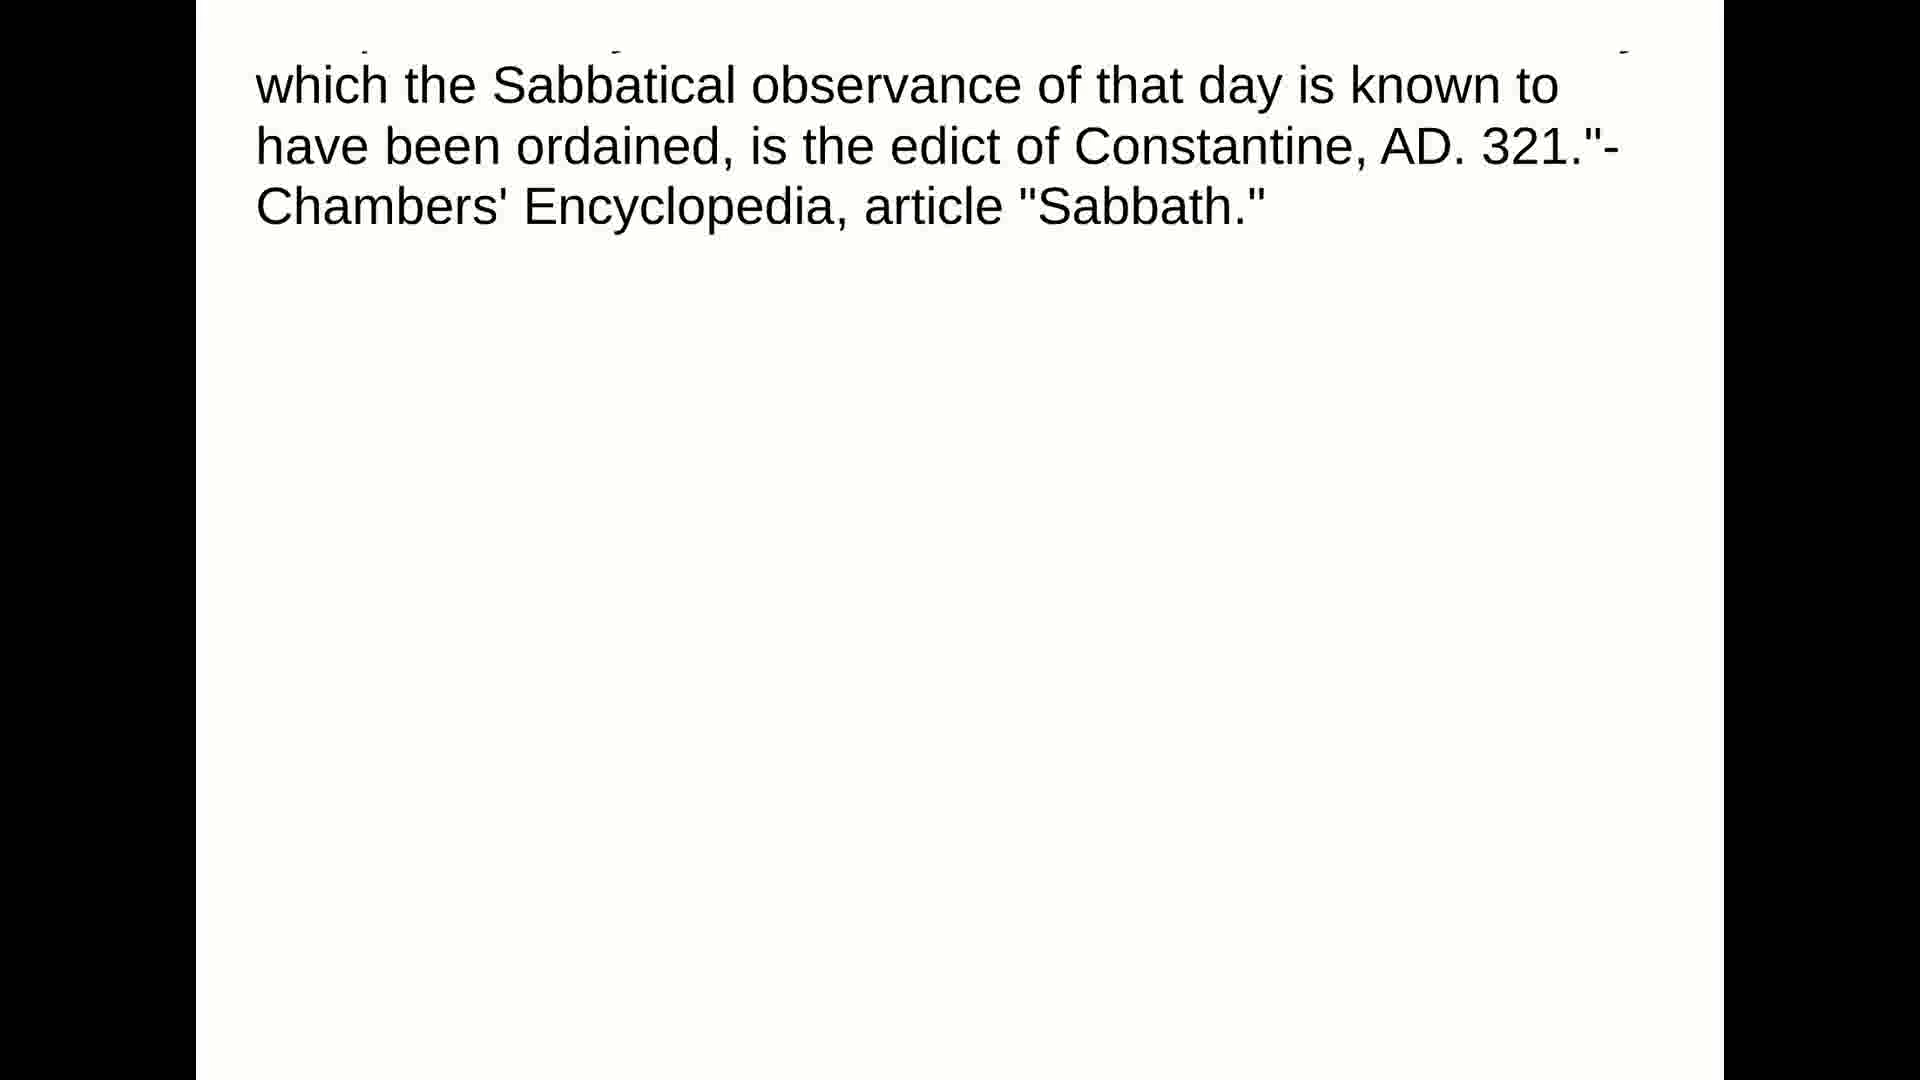 which the Sabbatical observance of that day is known to
have been ordained, is the edict of Constantine, AD. 321."-
Chambers' Encyclopedia, article "Sabbath."